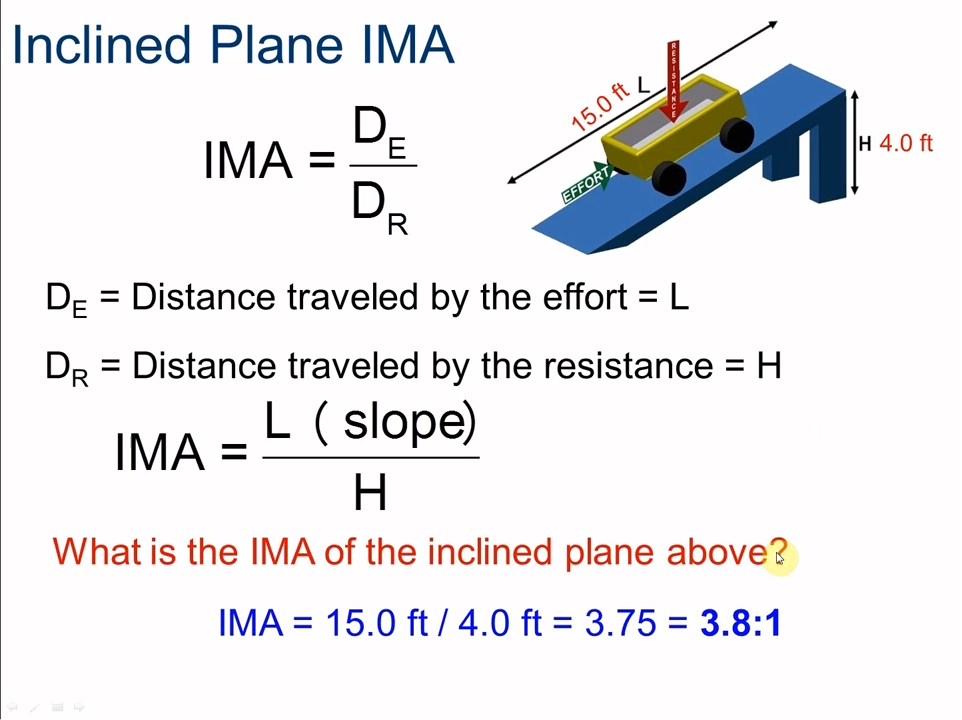 Inclined Plane IMA
RESISTANCE
15.0 ft L
IMA = D_E / D_R
H 4.0 ft
EFFORT
D_E = Distance traveled by the effort = L
D_R = Distance traveled by the resistance = H
IMA = L (slope) / H
What is the IMA of the inclined plane above?
IMA = 15.0 ft / 4.0 ft = 3.75 = 3.8:1